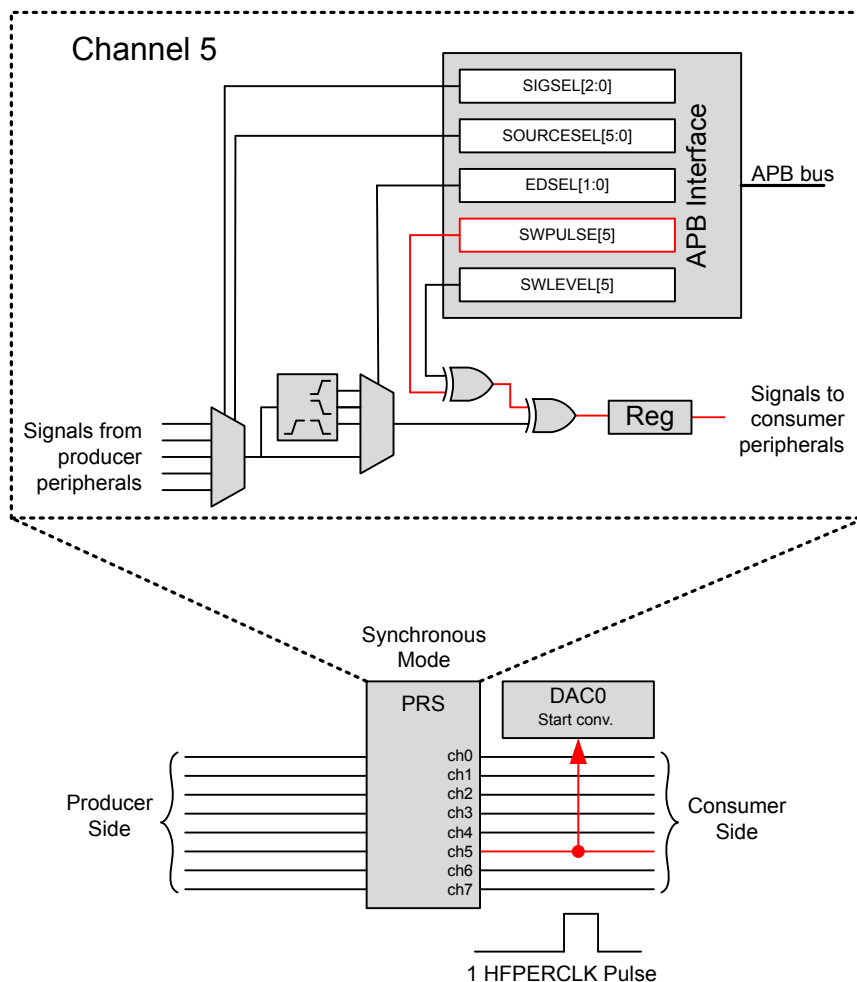 Channel 5
SIGSEL[2:0]
SOURCESEL[5:0]
EDSEL[1:0]
SWPULSE[5]
SWLEVEL[5]
APB Interface
APB bus
Signals from
producer
peripherals
Reg
Signals to
consumer
peripherals
Synchronous
Mode
PRS
DAC0
Start conv.
ch0
ch1
ch2
ch3
ch4
ch5
ch6
ch7
Producer
Side
Consumer
Side
1 HFPERCLK Pulse